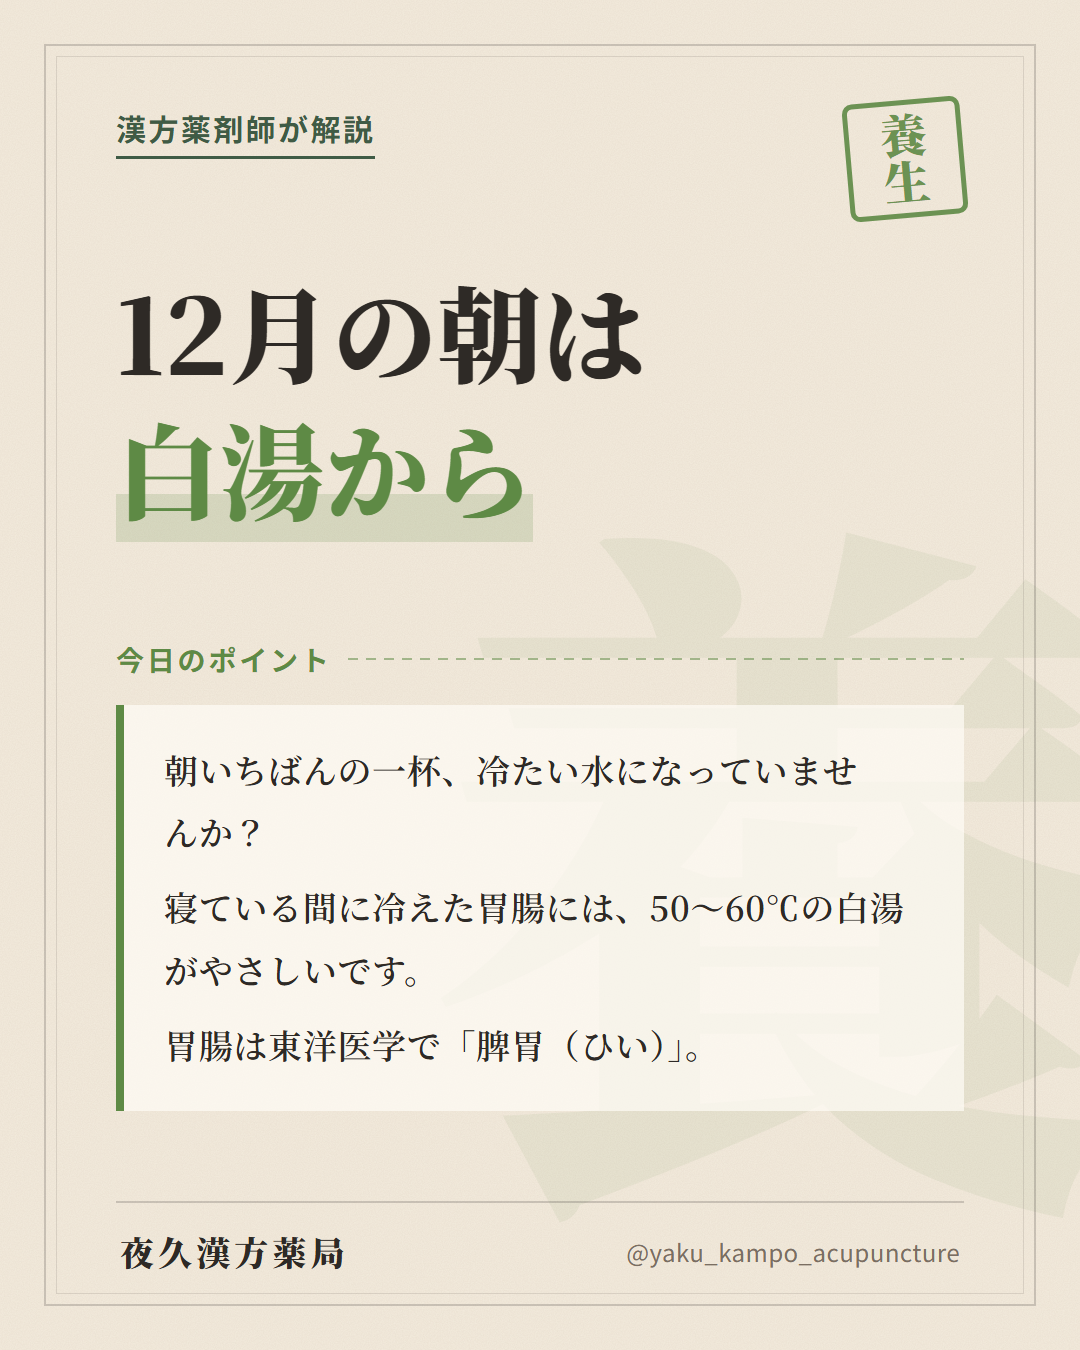 漢方薬剤師が解説
養
生
12月の朝は
白湯から
今日のポイント
朝いちばんの一杯、冷たい水になっていませ
んか？
寝ている間に冷えた胃腸には、50〜60℃の白湯
がやさしいです。
胃腸は東洋医学で「脾胃（ひい）」。
夜久漢方薬局
@yaku_kampo_acupuncture